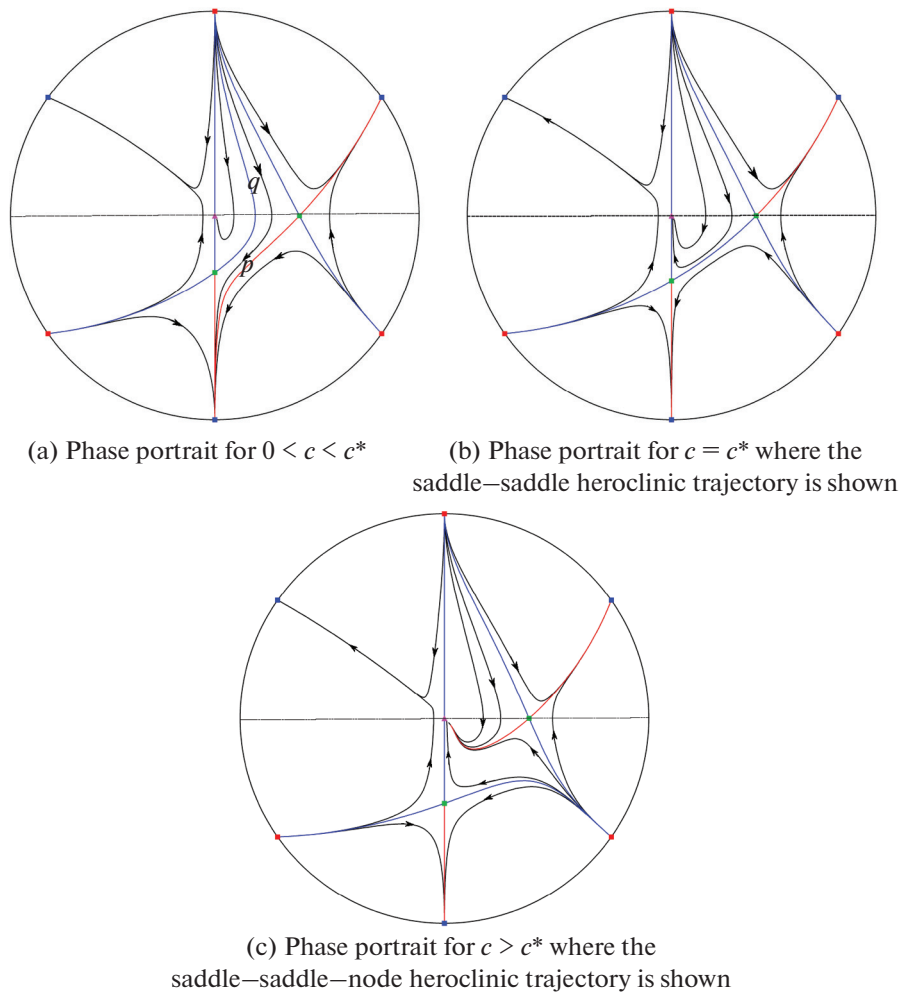 q
p
(a) Phase portrait for 0 < c < c*
(b) Phase portrait for c = c* where the
saddle–saddle heroclinic trajectory is shown
(c) Phase portrait for c > c* where the
saddle–saddle–node heroclinic trajectory is shown